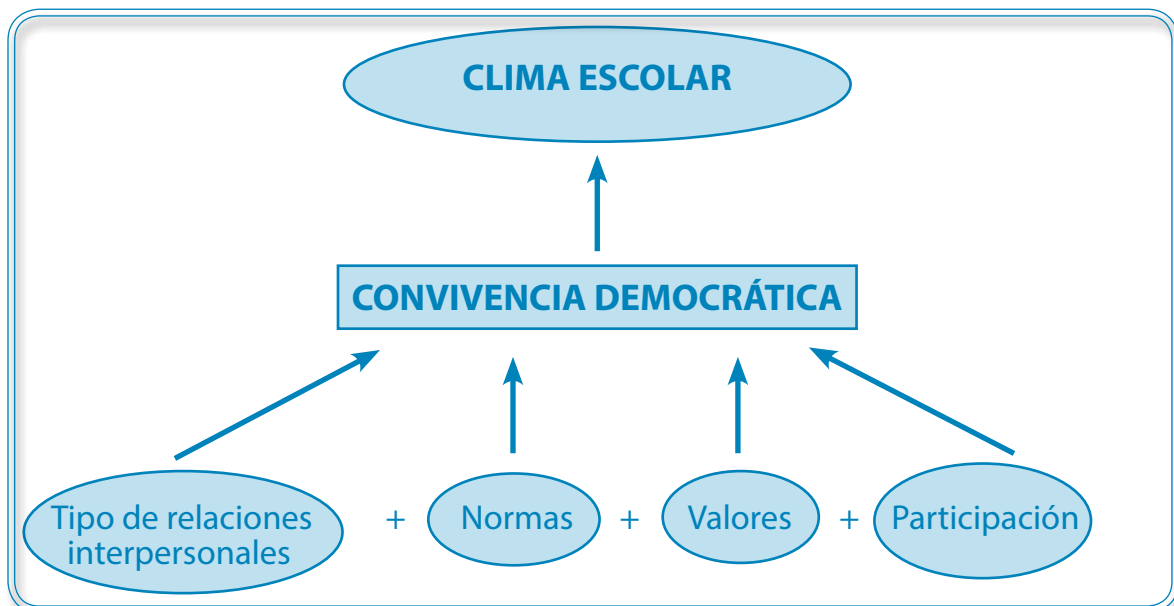 CLIMA ESCOLAR
CONVIVENCIA DEMOCRÁTICA
Tipo de relaciones
interpersonales
+ Normas + Valores + Participación